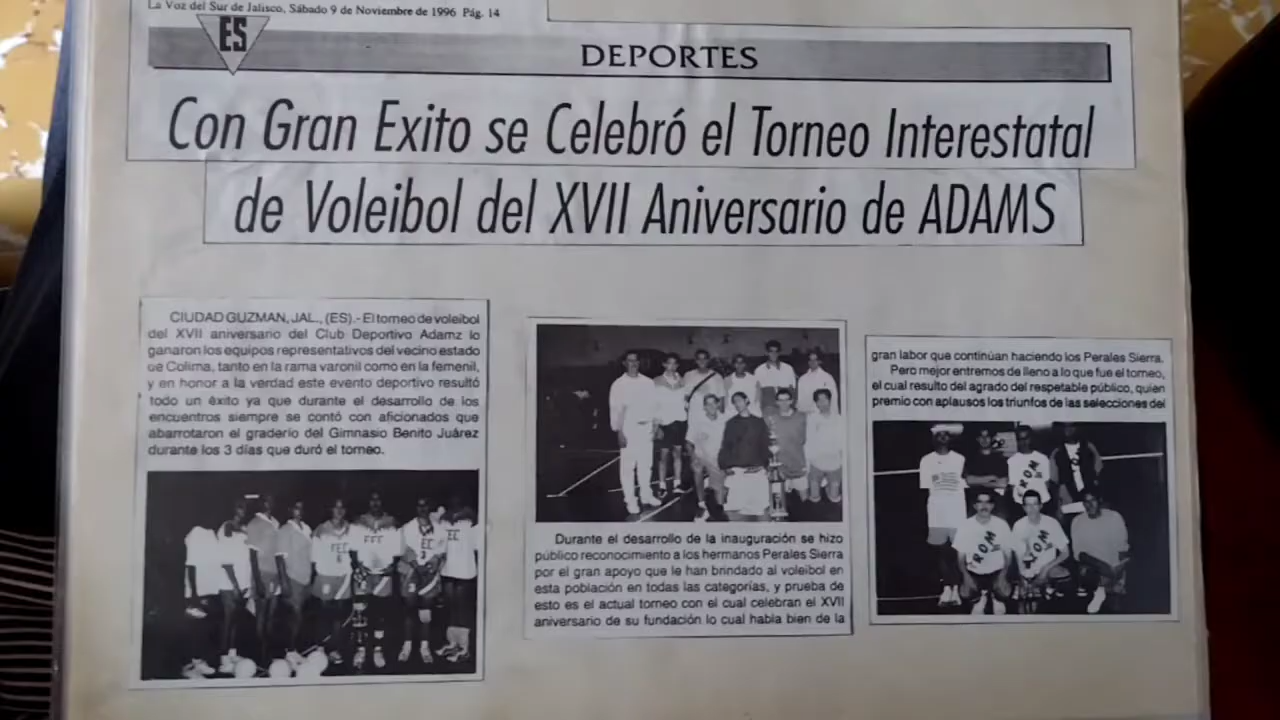 La Voz del Sur de Jalisco, Sábado 9 de Noviembre de 1996 Pág. 14
ES
DEPORTES
Con Gran Exito se Celebró el Torneo Interestatal
de Voleibol del XVII Aniversario de ADAMS
CIUDAD GUZMAN, JAL., (ES).- El torneo de voleibol
del XVII aniversario del Club Deportivo Adamz lo
ganaron los equipos representativos del vecino estado
de Colima, tanto en la rama varonil como en la femenil,
y en honor a la verdad este evento deportivo resultó
todo un éxito ya que durante el desarrollo de los
encuentros siempre se contó con aficionados que
abarrotaron el graderío del Gimnasio Benito Juárez
durante los 3 días que duró el torneo.
Durante el desarrollo de la inauguración se hizo
público reconocimiento a los hermanos Perales Sierra
por el gran apoyo que le han brindado al voleibol en
esta población en todas las categorías, y prueba de
esto es el actual torneo con el cual celebran el XVII
aniversario de su fundación lo cual habla bien de la
gran labor que continúan haciendo los Perales Sierra.
Pero mejor entremos de lleno a lo que fue el torneo,
el cual resulto del agrado del respetable público, quien
premio con aplausos los triunfos de las selecciones del